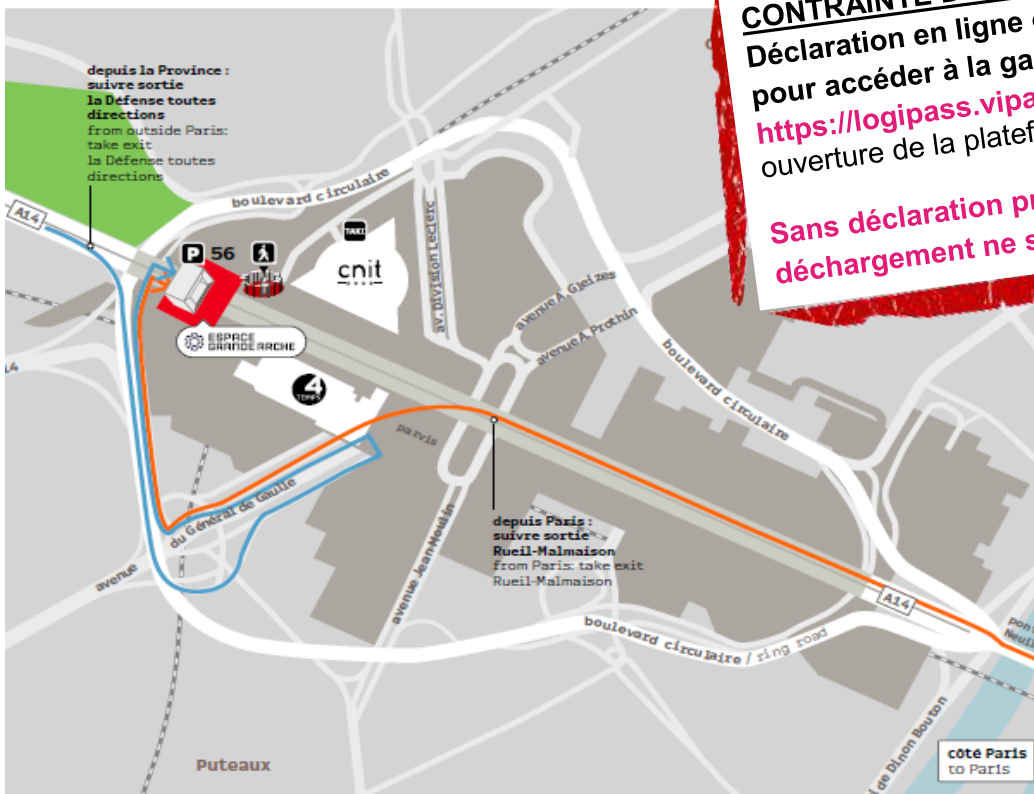 CONTRAINTE
Déclaration en ligne
pour accéder à la
https://logipass.
ouverture de la
Sans déclaration
déchargement ne
depuis la Province :
suivre sortie
la Défense toutes
directions
from outside Paris:
take exit
la Défense toutes
directions
A14
boulevard circulaire
P 56
TAXI
cnit
ESPACE
GRANDE ARCHE
4
TEMPS
av. Division Leclerc
avenue A. Gleizes
avenue A. Prothin
boulevard circulaire
parvis
du Général de Gaulle
avenue
avenue Jean Moulin
depuis Paris :
suivre sortie
Rueil-Malmaison
from Paris: take exit
Rueil-Malmaison
A14
boulevard circulaire / ring road
de Dinon Bouton
Puteaux
côté Paris
to Paris